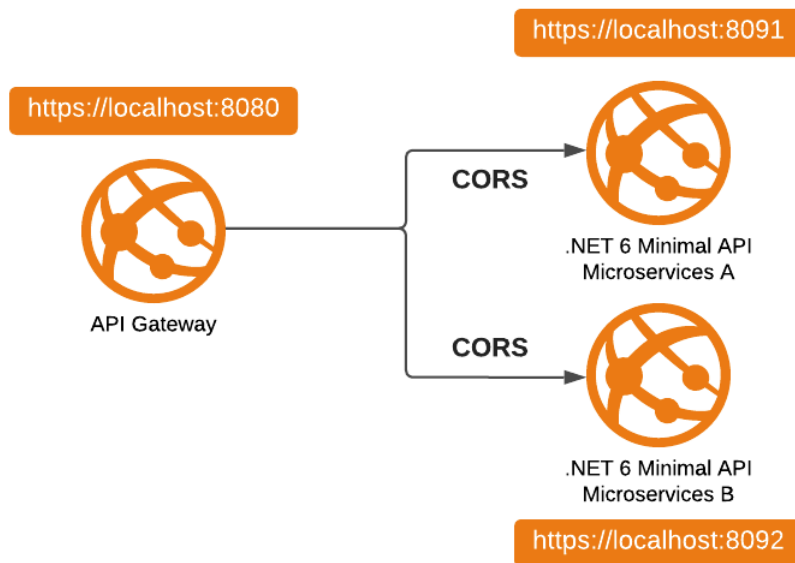 https://localhost:8091
https://localhost:8080
CORS
.NET 6 Minimal API
Microservices A
API Gateway
CORS
.NET 6 Minimal API
Microservices B
https://localhost:8092